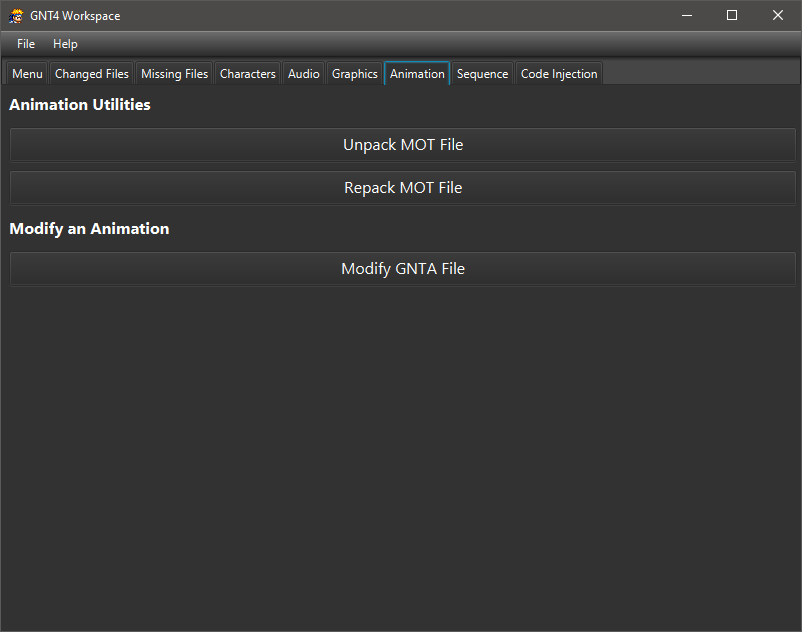 GNT4 Workspace
File Help
Menu Changed Files Missing Files Characters Audio Graphics Animation Sequence Code Injection
Animation Utilities
Unpack MOT File
Repack MOT File
Modify an Animation
Modify GNTA File